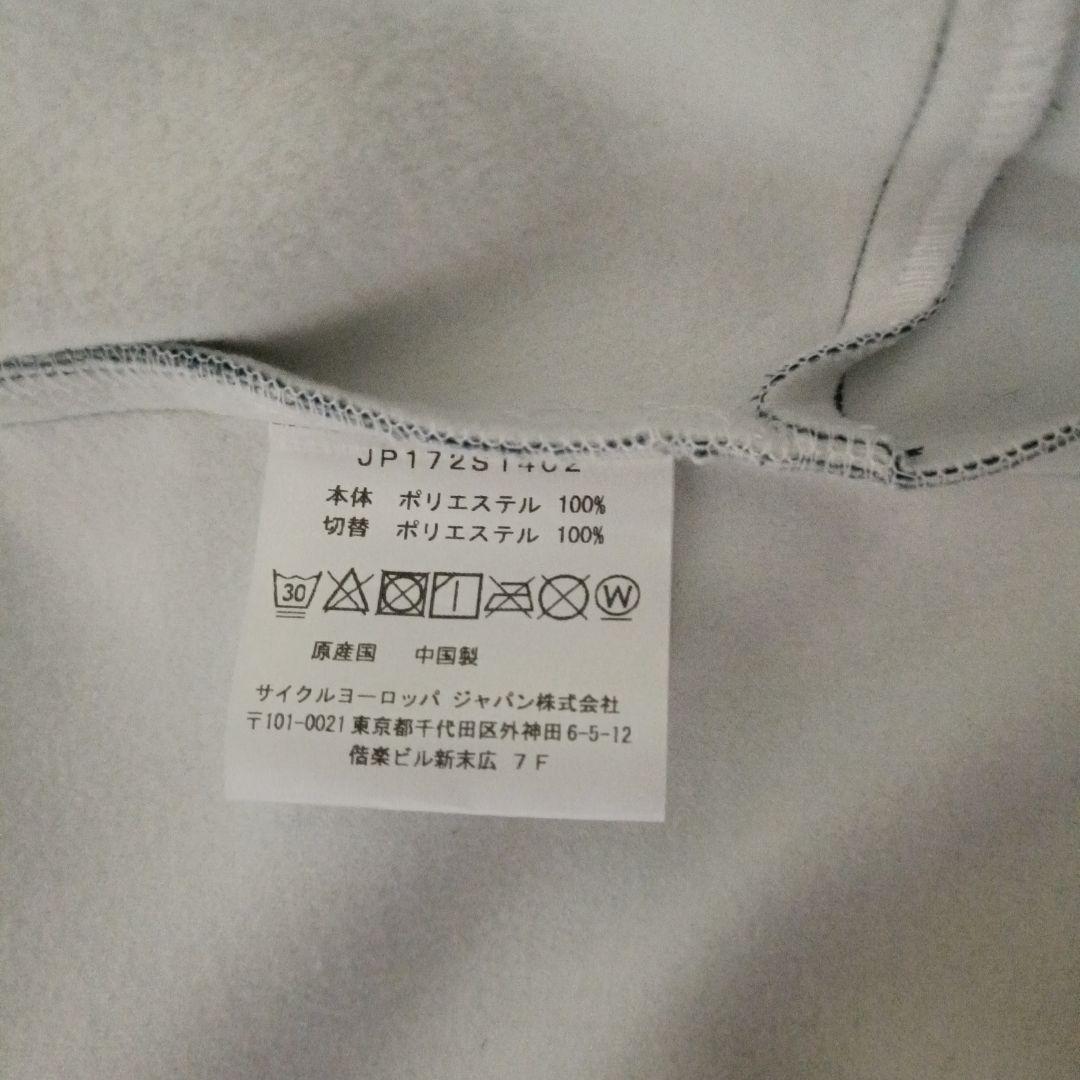 JP172S1402
本体 ポリエステル 100%
切替 ポリエステル 100%
30 W
原産国 中国製
サイクルヨーロッパ ジャパン株式会社
〒101-0021 東京都千代田区外神田6-5-12
偕楽ビル新末広 7F